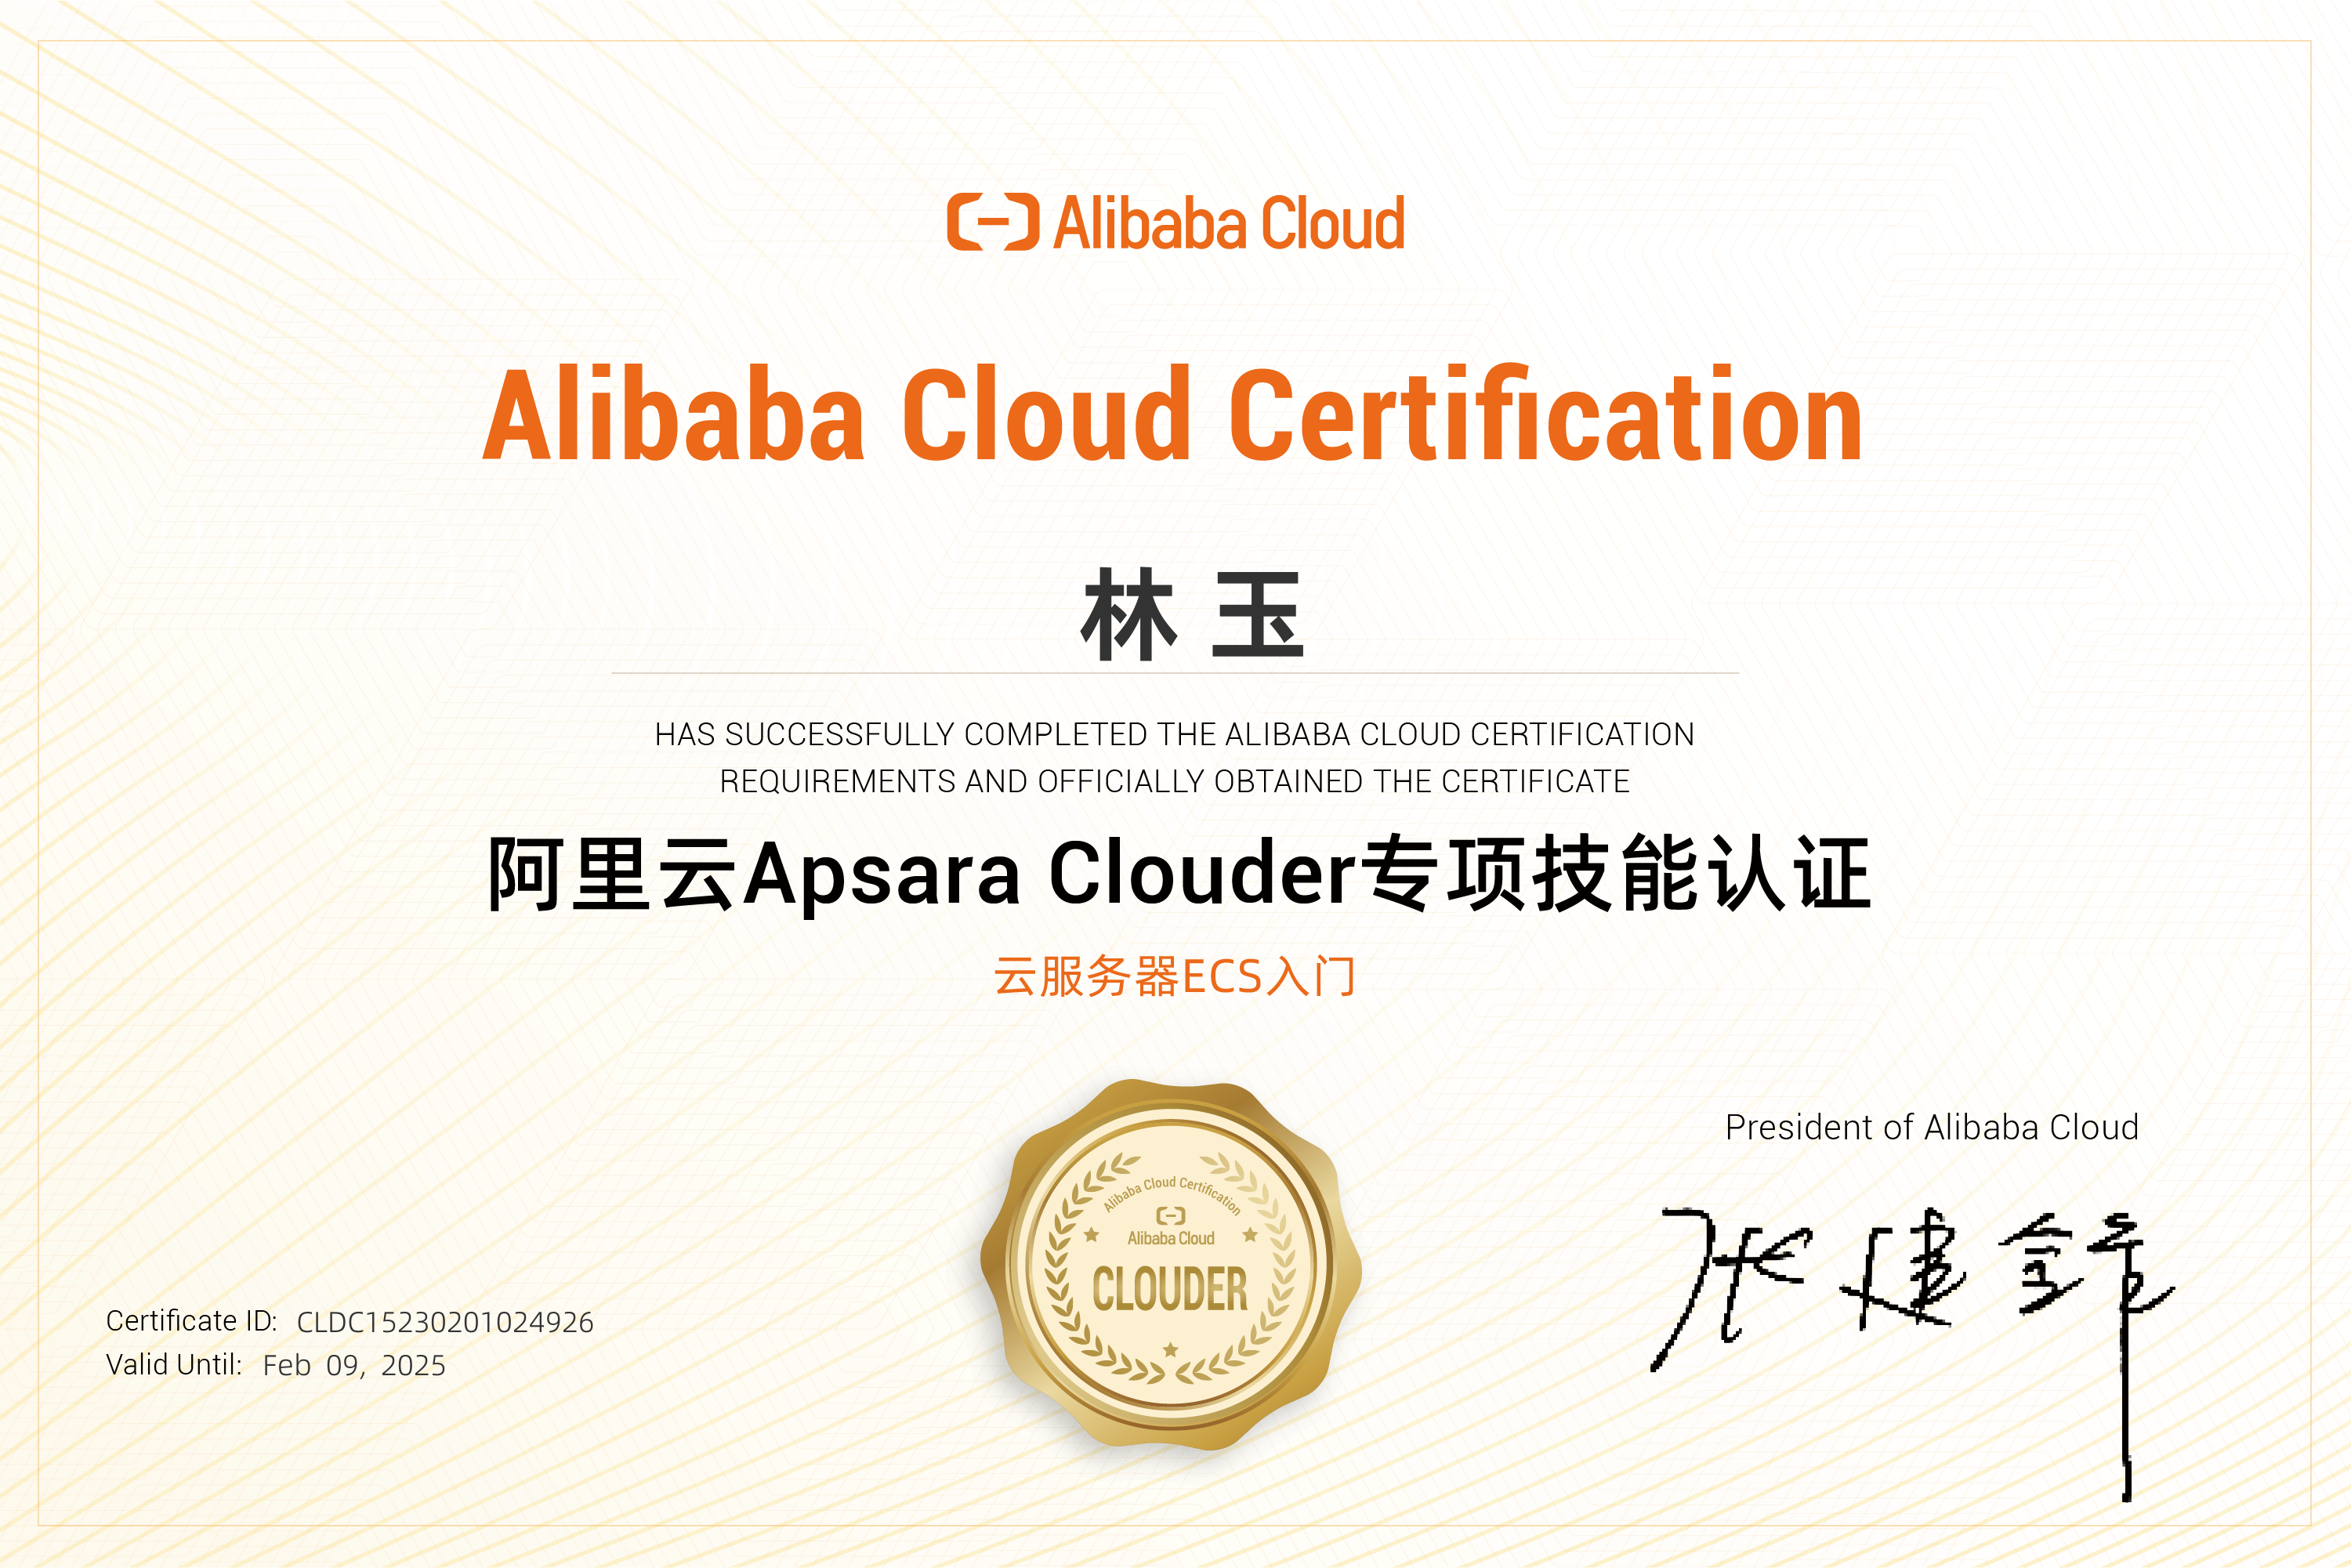 Alibaba Cloud
Alibaba Cloud Certification
林 玉
HAS SUCCESSFULLY COMPLETED THE ALIBABA CLOUD CERTIFICATION
REQUIREMENTS AND OFFICIALLY OBTAINED THE CERTIFICATE
阿里云Apsara Clouder专项技能认证
云服务器ECS入门
Alibaba Cloud Certification
Alibaba Cloud
CLOUDER
President of Alibaba Cloud
Certificate ID: CLDC15230201024926
Valid Until: Feb 09, 2025